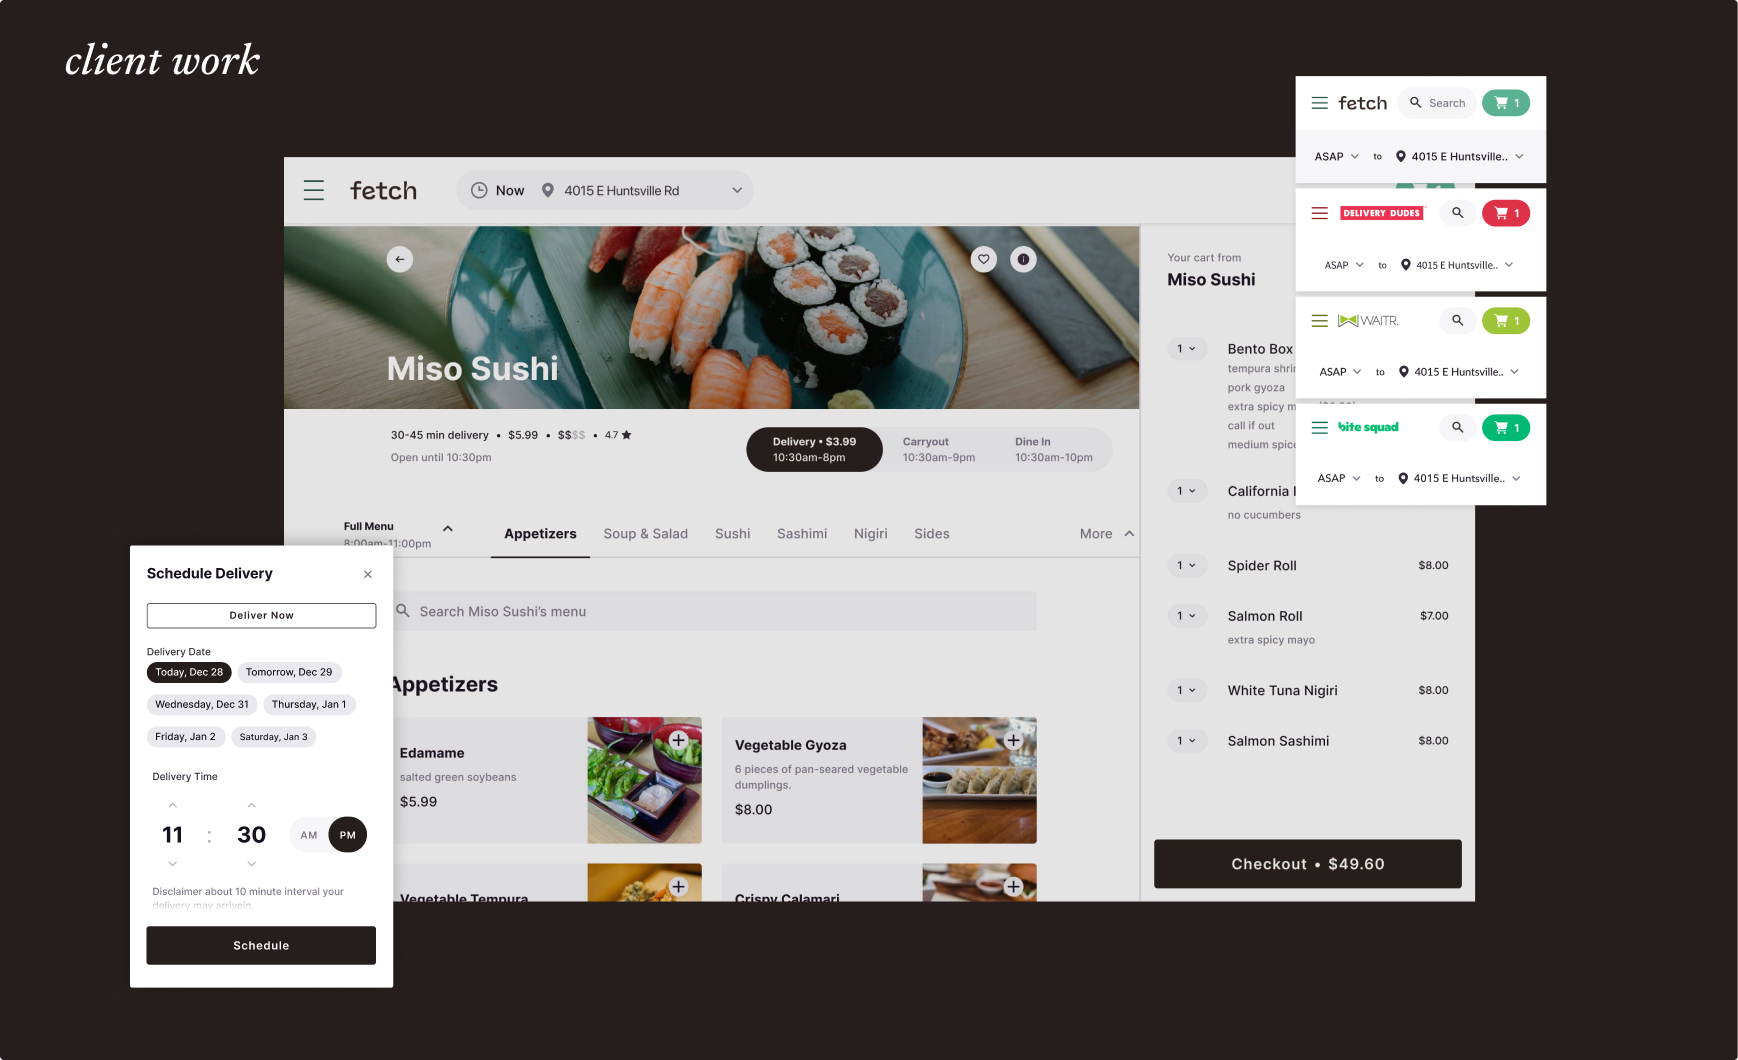 client work
fetch
Now
4015 E Huntsville Rd
Miso Sushi
30-45 min delivery • $5.99 • $$$$ • 4.7
Open until 10:30pm
Delivery • $3.99
10:30am-8pm
Carryout
10:30am-9pm
Dine In
10:30am-10pm
Full Menu
8:00am-11:00pm
Appetizers
Soup & Salad
Sushi
Sashimi
Nigiri
Sides
More
Search Miso Sushi's menu
Appetizers
Edamame
salted green soybeans
$5.99
Vegetable Gyoza
6 pieces of pan-seared vegetable
dumplings.
$8.00
Vegetable Tempura
Crispy Calamari
Your cart from
Miso Sushi
1
Bento Box
tempura shri
pork gyoza
extra spicy m
call if out
medium spice
1
California
no cucumbers
1
Spider Roll
$8.00
1
Salmon Roll
$7.00
extra spicy mayo
1
White Tuna Nigiri
$8.00
1
Salmon Sashimi
$8.00
Checkout • $49.60
fetch
Search
1
ASAP
to
4015 E Huntsville..
DELIVERY DUDES
1
ASAP
to
4015 E Huntsville..
WAITR.
1
ASAP
to
4015 E Huntsville..
bite squad
1
ASAP
to
4015 E Huntsville..
Schedule Delivery
Deliver Now
Delivery Date
Today, Dec 28
Tomorrow, Dec 29
Wednesday, Dec 31
Thursday, Jan 1
Friday, Jan 2
Saturday, Jan 3
Delivery Time
11 : 30
AM
PM
Disclaimer about 10 minute interval your
delivery may arrivein.
Schedule